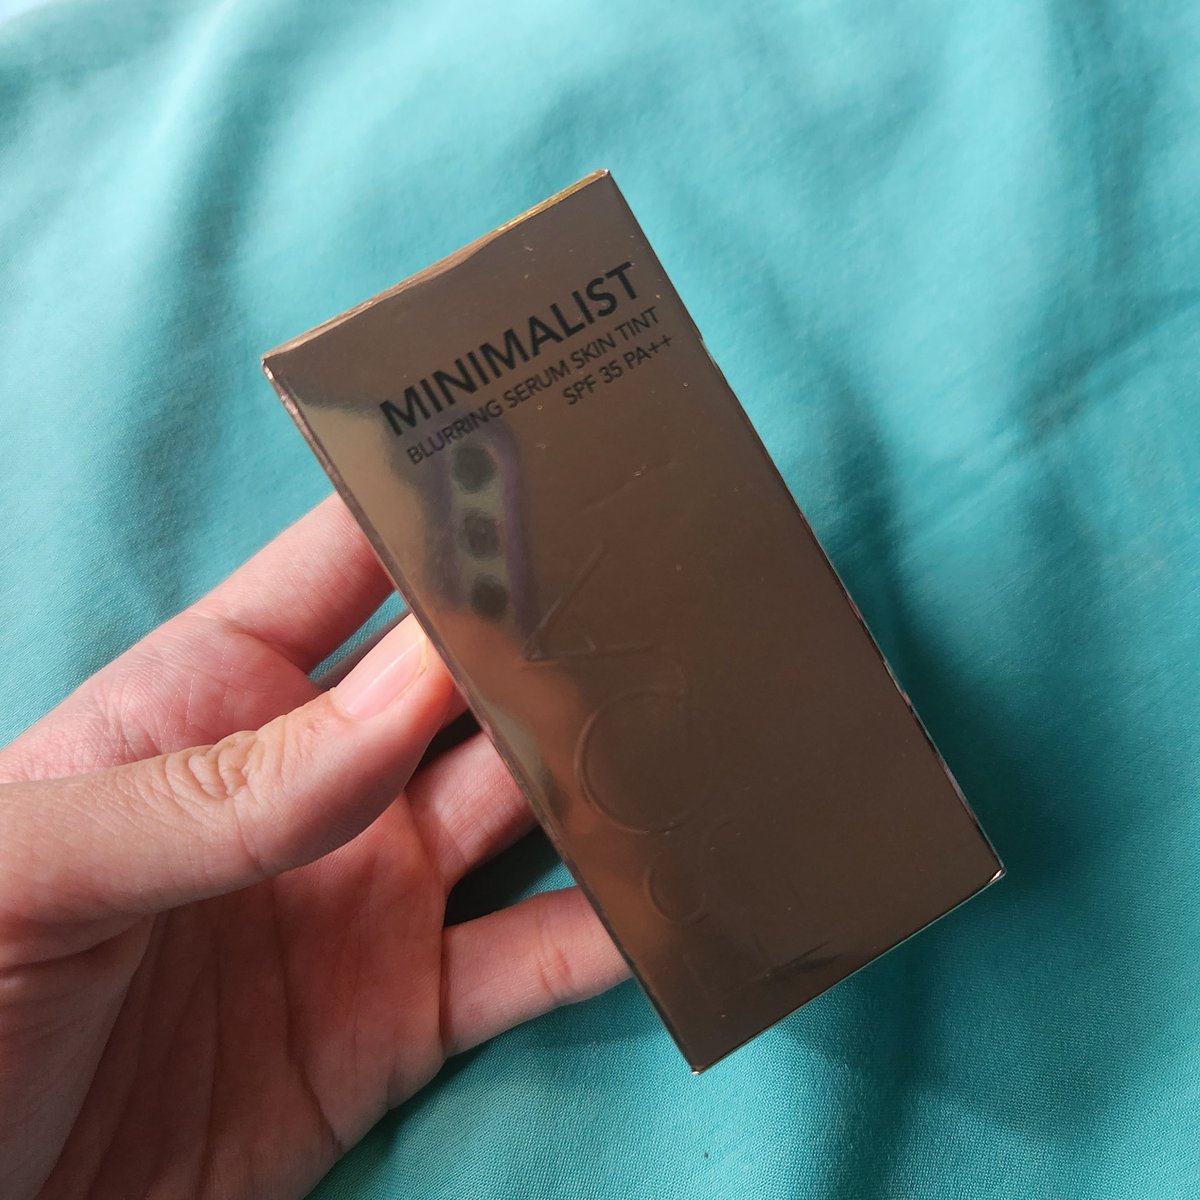 MINIMALIST
BLURRING SERUM SKIN TINT
SPF 35 PA++